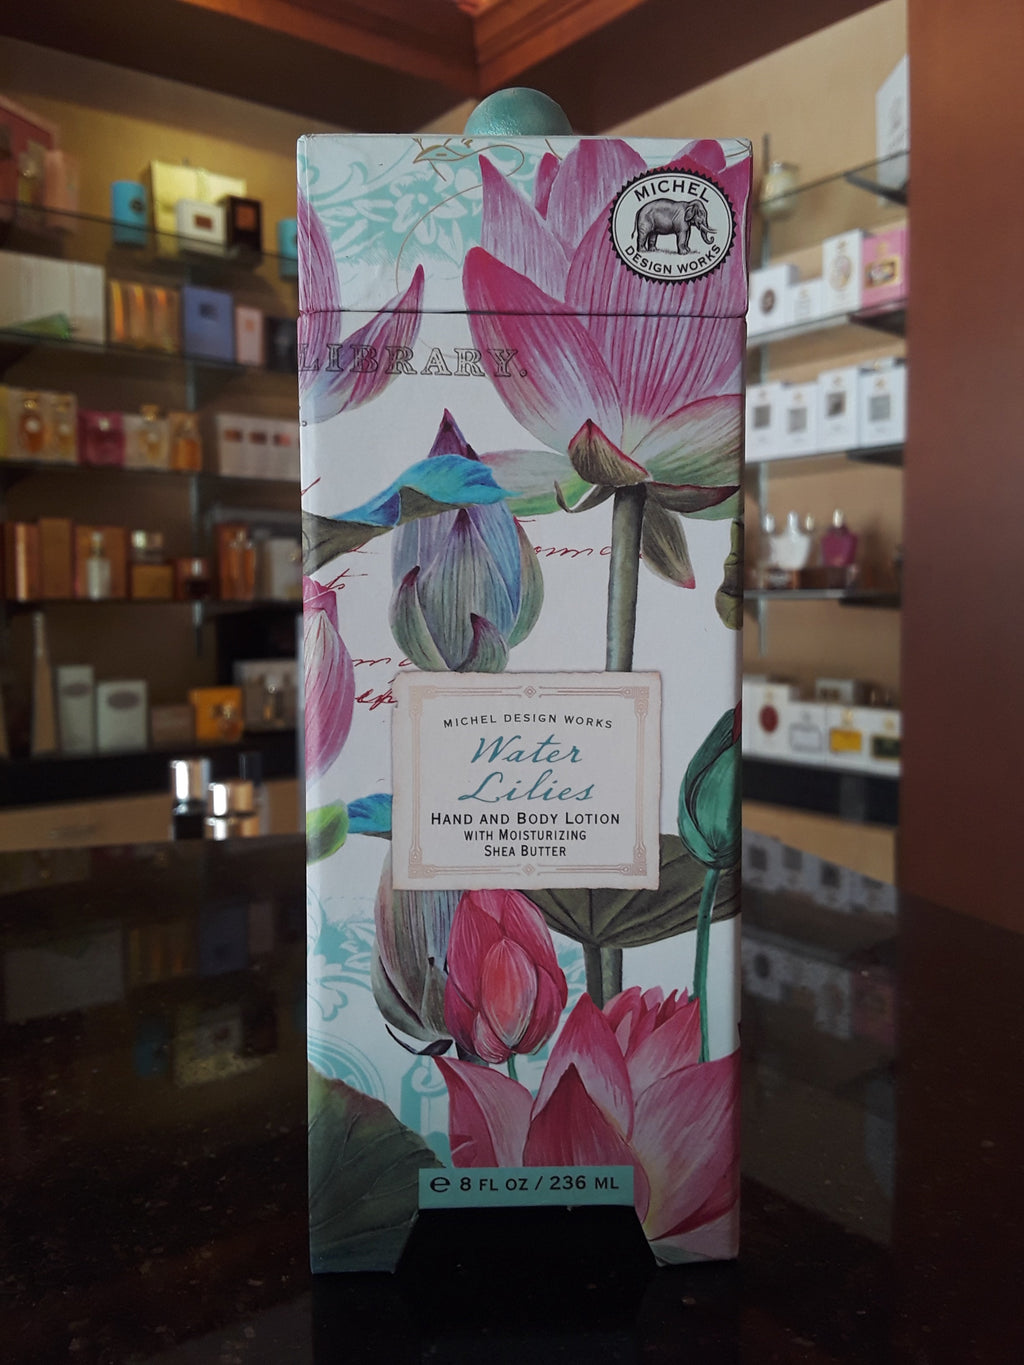 MICHEL
DESIGN WORKS
LIBRARY.
MICHEL DESIGN WORKS
Water
Lilies
HAND AND BODY LOTION
WITH MOISTURIZING
SHEA BUTTER
℮ 8 FL OZ / 236 ML